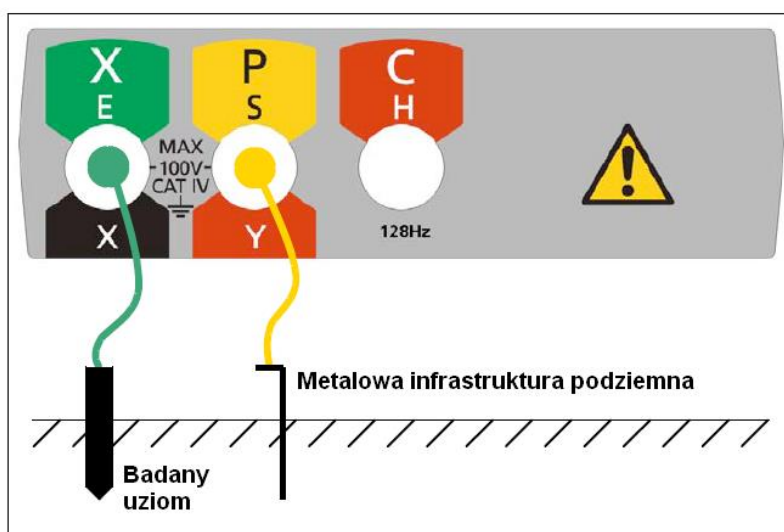 X
E
P
S
C
H
MAX
100V
CAT IV
X
Y
128Hz
Metalowa infrastruktura podziemna
Badany
uziom